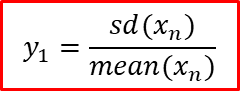 y₁ = sd(xₙ) / mean(xₙ)